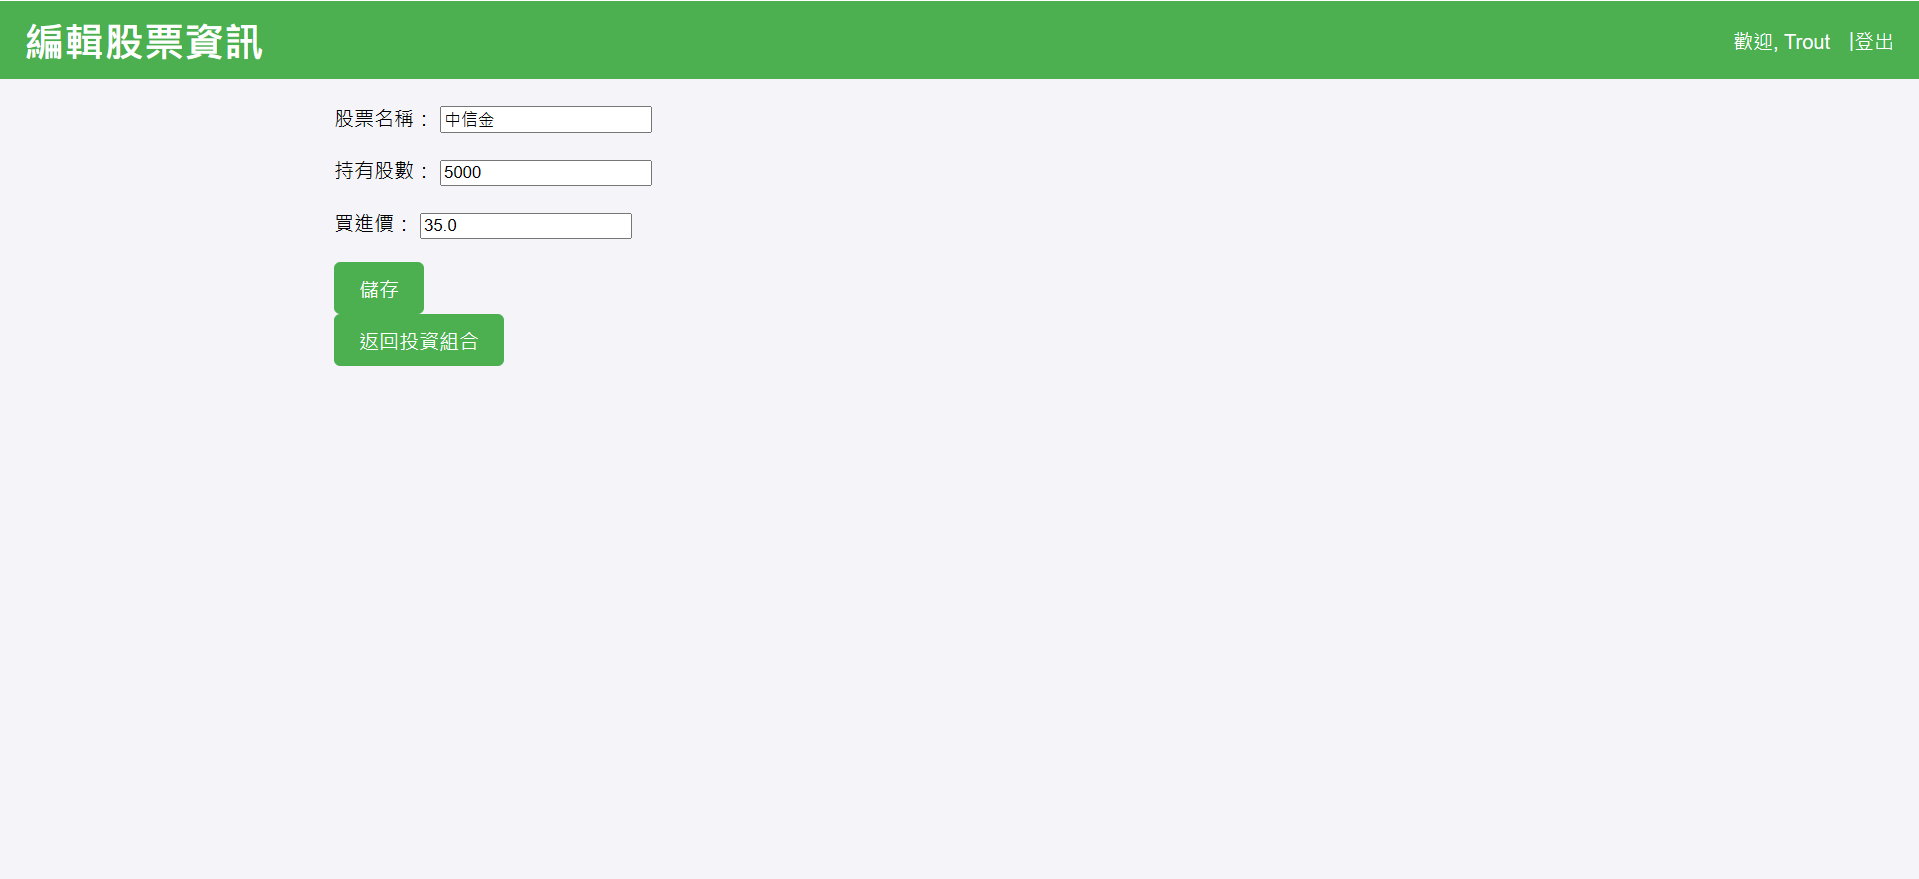 編輯股票資訊
歡迎, Trout |登出
股票名稱： 中信金
持有股數： 5000
買進價： 35.0
儲存
返回投資組合